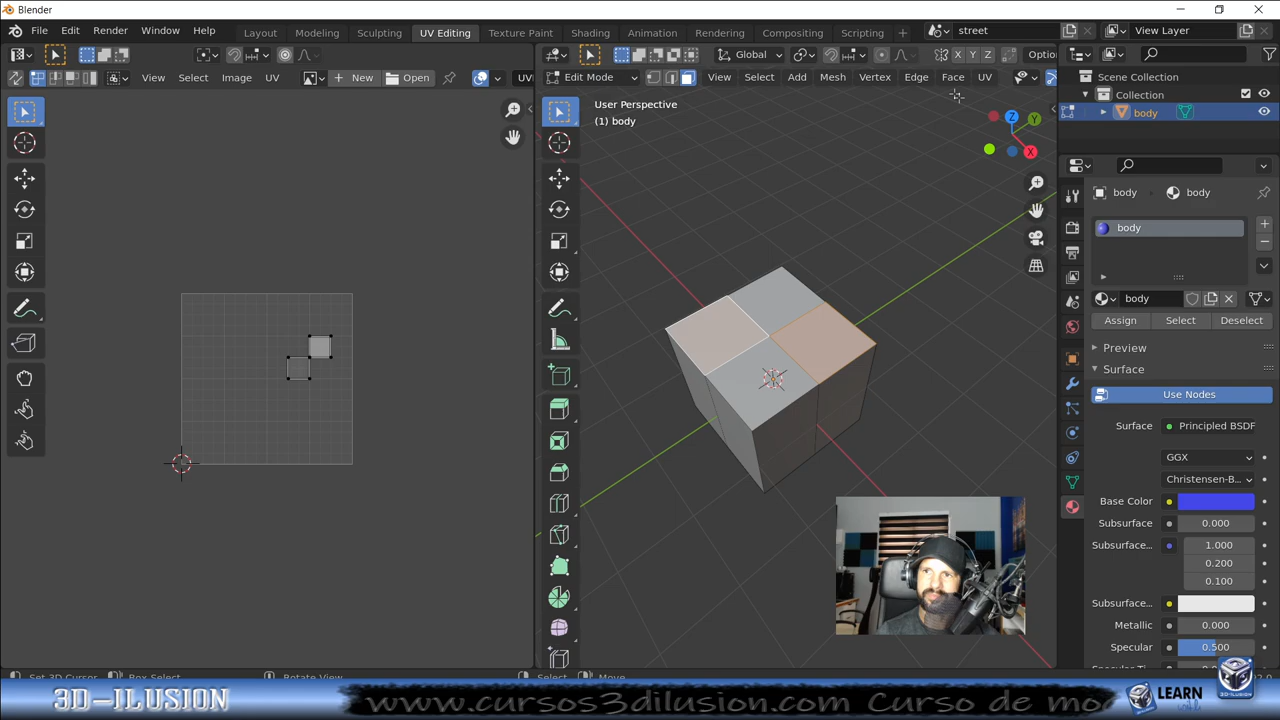 Blender
File Edit Render Window Help Layout Modeling Sculpting UV Editing Texture Paint Shading Animation Rendering Compositing Scripting street View Layer
Global X Y Z Optio
View Select Image UV New Open UV
Edit Mode View Select Add Mesh Vertex Edge Face UV
Scene Collection
Collection
body
User Perspective
(1) body
Z Y X
body body
body
body
Assign Select Deselect
Preview
Surface
Use Nodes
Surface Principled BSDF
GGX
Christensen-B...
Base Color
Subsurface 0.000
Subsurface... 1.000
0.200
0.100
Subsurface...
Metallic 0.000
Specular 0.500
Set 3D Cursor Box Select Rotate View Select Move
3D-ILUSION www.cursos3dilusion.com Curso de mo LEARN
3D-ILUSION